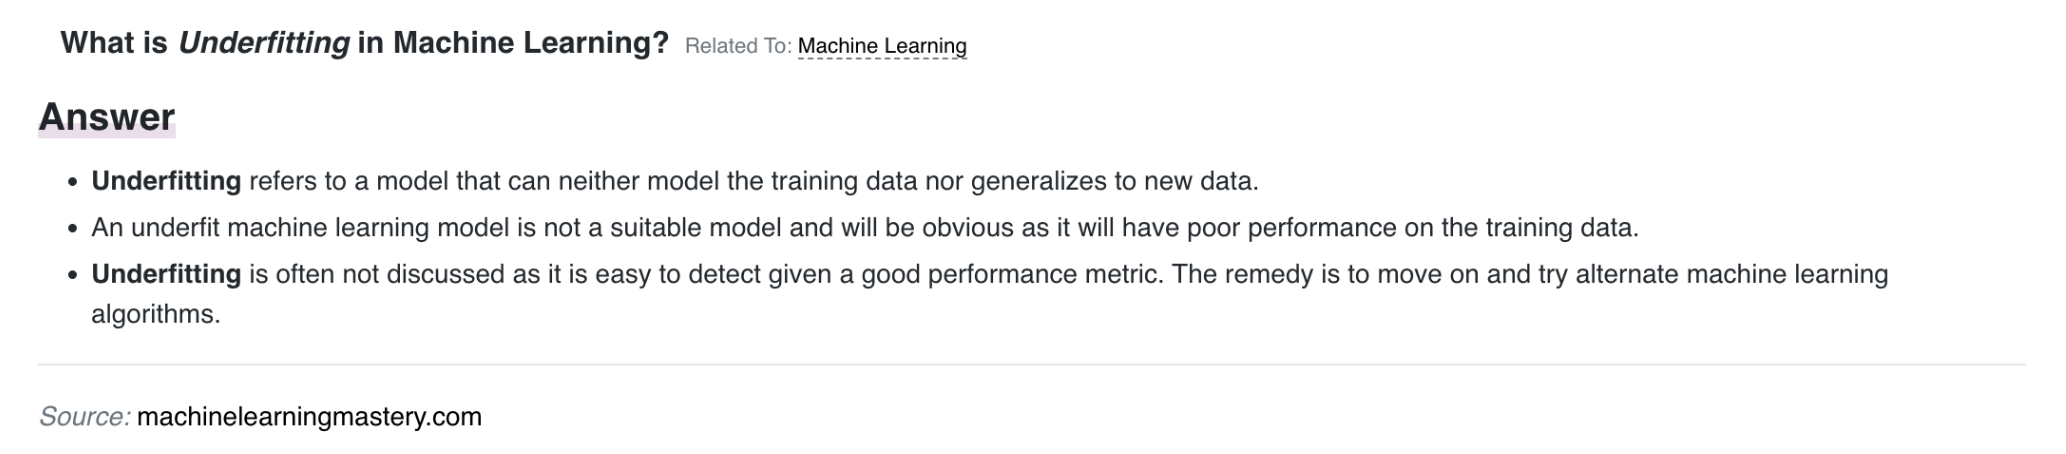 What is Underfitting in Machine Learning? Related To: Machine Learning
Answer
• Underfitting refers to a model that can neither model the training data nor generalizes to new data.
• An underfit machine learning model is not a suitable model and will be obvious as it will have poor performance on the training data.
• Underfitting is often not discussed as it is easy to detect given a good performance metric. The remedy is to move on and try alternate machine learning
algorithms.
Source: machinelearningmastery.com